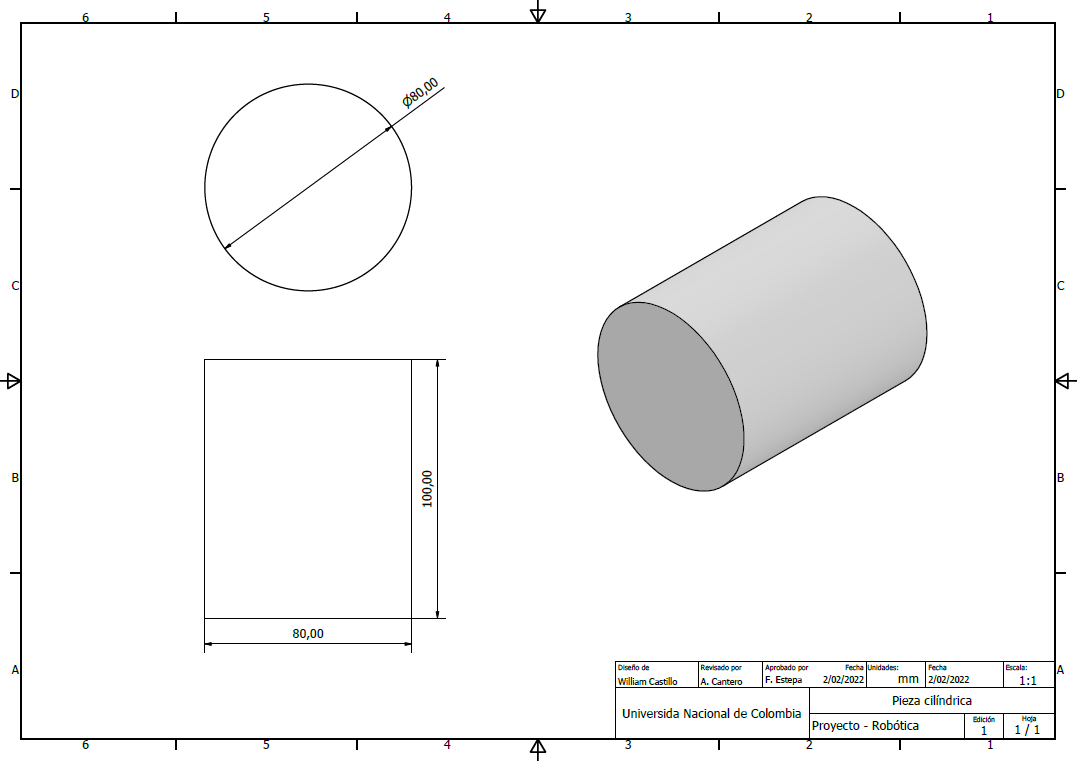 6 5 4 3 2 1
D D
Ø80,00
C C
B B
100,00
80,00
A A
Diseño de Revisado por Aprobado por Fecha Unidades: Fecha Escala:
William Castillo A. Cantero F. Estepa 2/02/2022 mm 2/02/2022 1:1
Universida Nacional de Colombia
Pieza cilíndrica
Proyecto - Robótica
Edición
1
Hoja
1 / 1
6 5 4 3 2 1